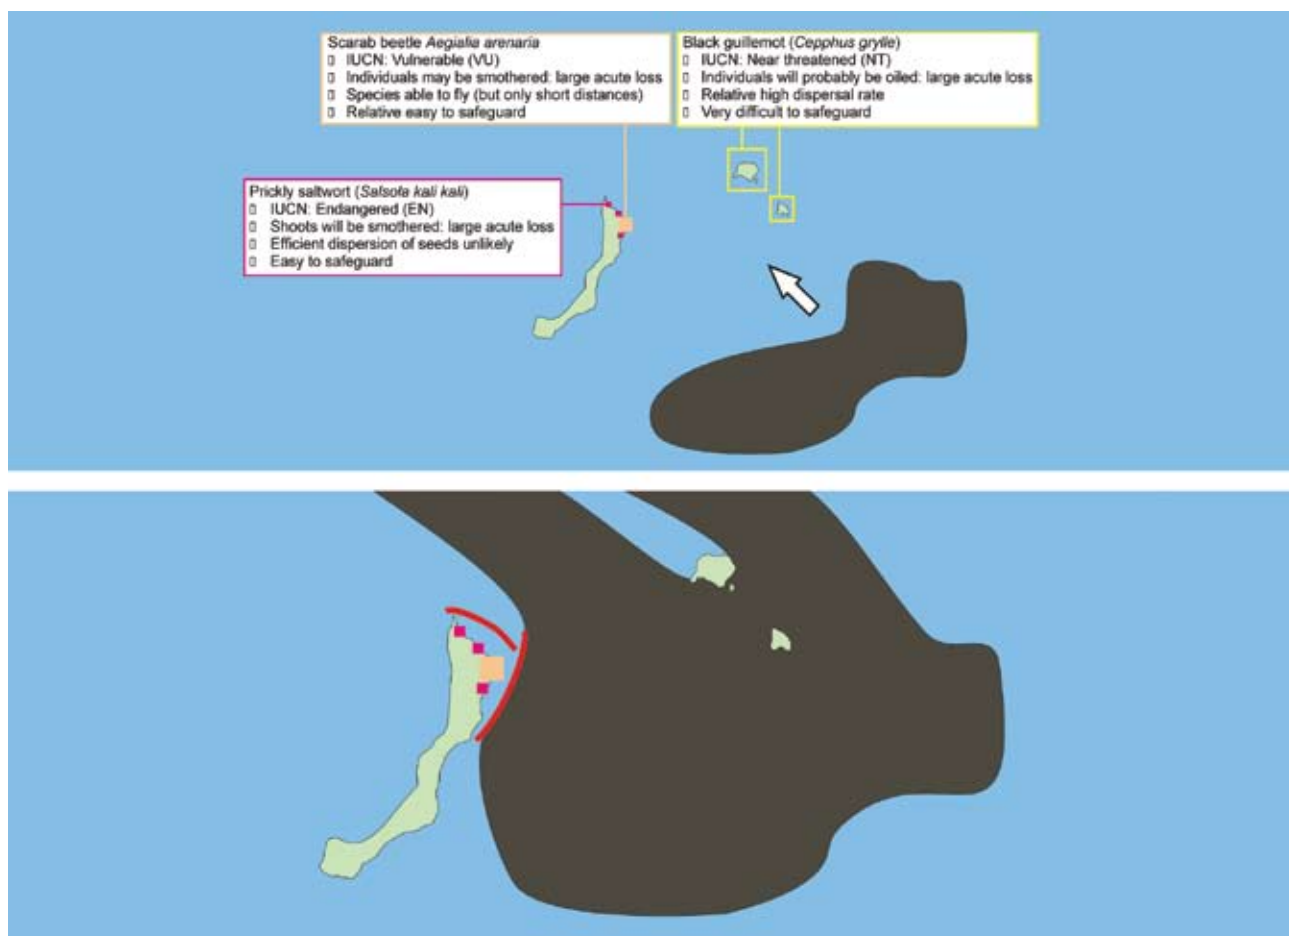 Scarab beetle Aegialia arenaria
▯ IUCN: Vulnerable (VU)
▯ Individuals may be smothered: large acute loss
▯ Species able to fly (but only short distances)
▯ Relative easy to safeguard
Black guillemot (Cepphus grylle)
▯ IUCN: Near threatened (NT)
▯ Individuals will probably be oiled: large acute loss
▯ Relative high dispersal rate
▯ Very difficult to safeguard
Prickly saltwort (Salsola kali kali)
▯ IUCN: Endangered (EN)
▯ Shoots will be smothered: large acute loss
▯ Efficient dispersion of seeds unlikely
▯ Easy to safeguard